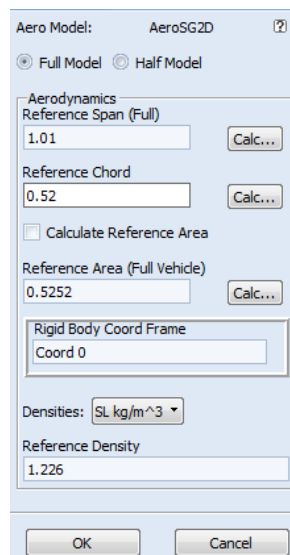 Aero Model: AeroSG2D ?
Full Model Half Model
Aerodynamics
Reference Span (Full)
1.01 Calc...
Reference Chord
0.52 Calc...
Calculate Reference Area
Reference Area (Full Vehicle)
0.5252 Calc...
Rigid Body Coord Frame
Coord 0
Densities: SL kg/m^3
Reference Density
1.226
OK Cancel